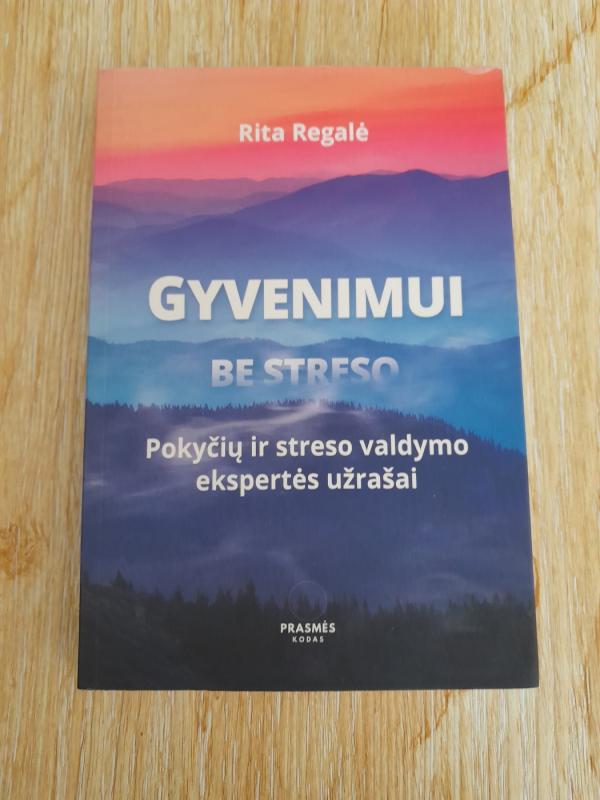 Rita Regalė
GYVENIMUI
BE STRESO
Pokyčių ir streso valdymo
ekspertės užrašai
PRASMĖS
KODAS